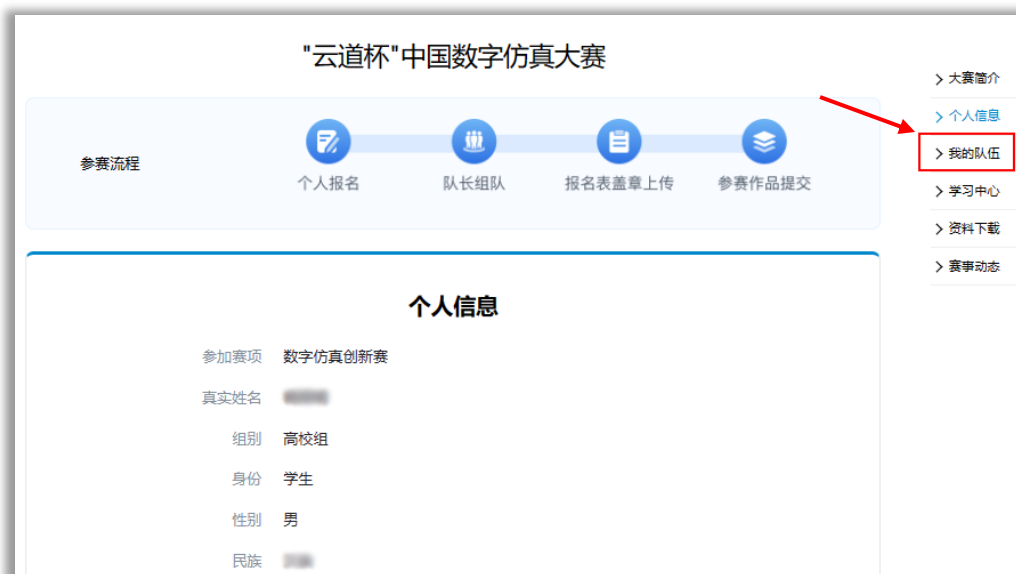 "云道杯"中国数字仿真大赛
参赛流程
个人报名
队长组队
报名表盖章上传
参赛作品提交
个人信息
参加赛项 数字仿真创新赛
真实姓名
组别 高校组
身份 学生
性别 男
民族
大赛简介
个人信息
我的队伍
学习中心
资料下载
赛事动态